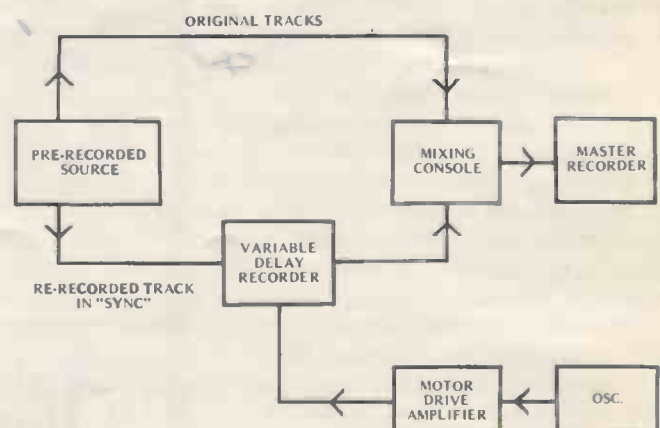 ORIGINAL TRACKS
PRE-RECORDED
SOURCE
MIXING
CONSOLE
MASTER
RECORDER
VARIABLE
DELAY
RECORDER
RE-RECORDED TRACK
IN "SYNC"
MOTOR
DRIVE
AMPLIFIER
OSC.